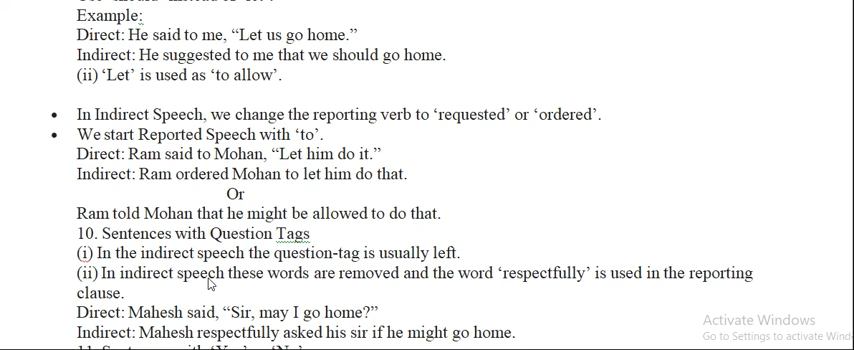 Example:
Direct: He said to me, “Let us go home.”
Indirect: He suggested to me that we should go home.
(ii) ‘Let’ is used as ‘to allow’.
• In Indirect Speech, we change the reporting verb to ‘requested’ or ‘ordered’.
• We start Reported Speech with ‘to’.
Direct: Ram said to Mohan, “Let him do it.”
Indirect: Ram ordered Mohan to let him do that.
Or
Ram told Mohan that he might be allowed to do that.
10. Sentences with Question Tags
(i) In the indirect speech the question-tag is usually left.
(ii) In indirect speech these words are removed and the word ‘respectfully’ is used in the reporting
clause.
Direct: Mahesh said, “Sir, may I go home?”
Indirect: Mahesh respectfully asked his sir if he might go home.
Activate Windows
Go to Settings to activate Wind